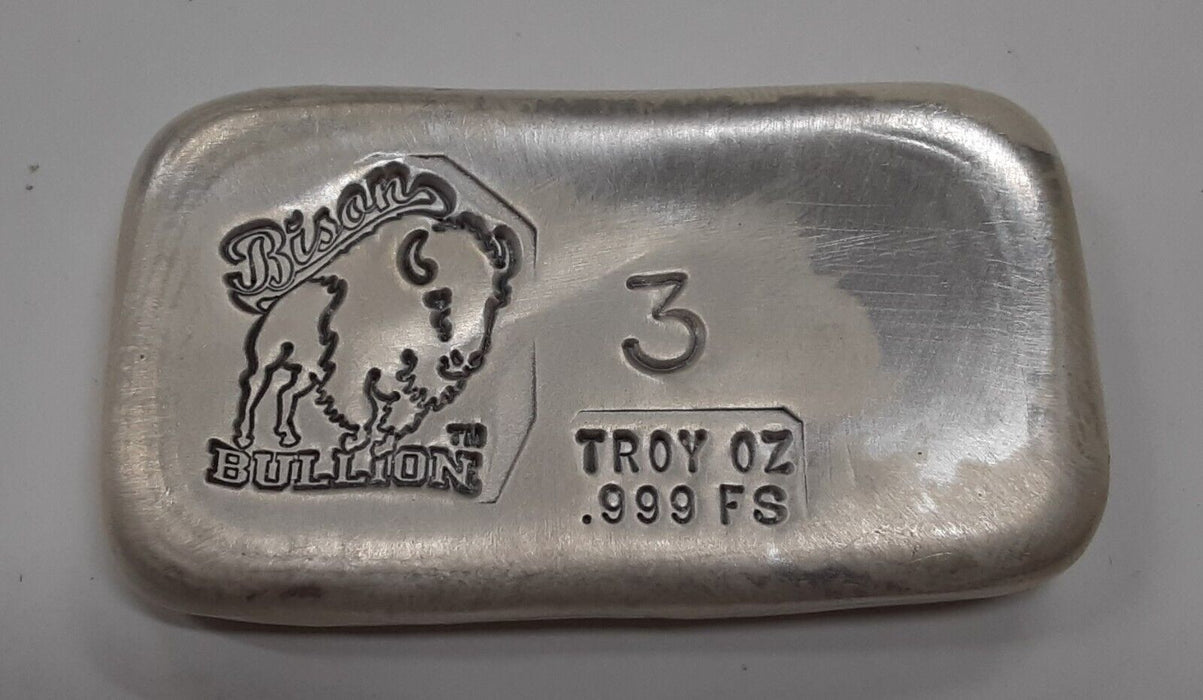 Bison
BULLION
TM
3
TROY OZ
.999 FS